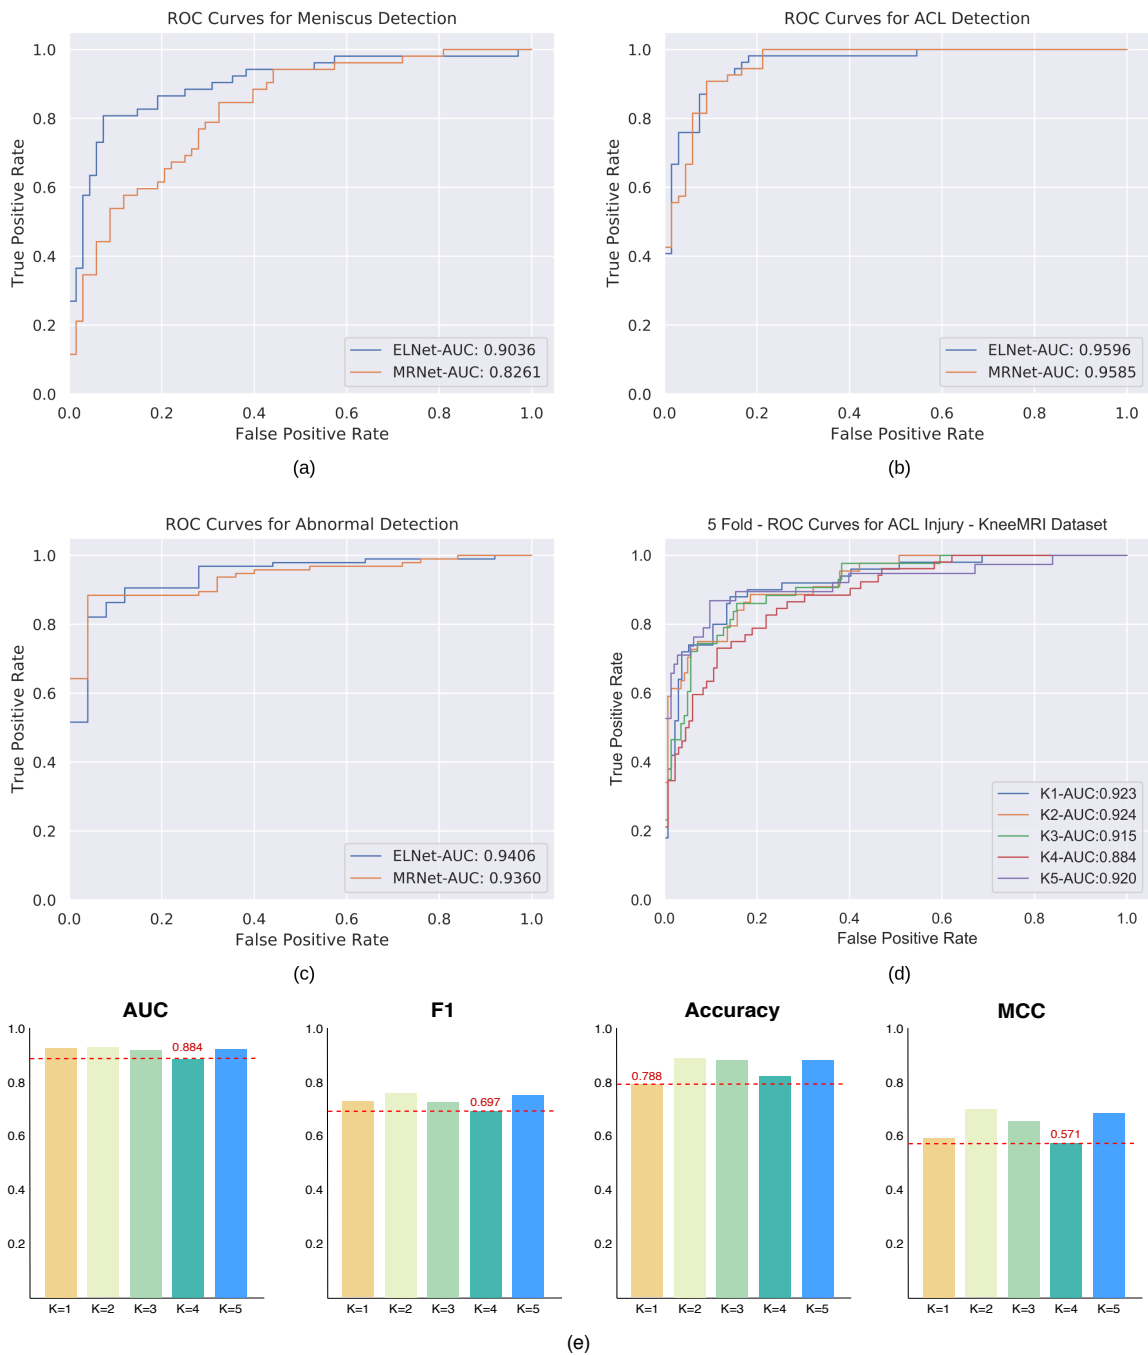 ROC Curves for Meniscus Detection
1.0
0.8
0.6
0.4
0.2
0.0
True Positive Rate
ELNet-AUC: 0.9036
MRNet-AUC: 0.8261
0.0 0.2 0.4 0.6 0.8 1.0
False Positive Rate
(a)
ROC Curves for ACL Detection
1.0
0.8
0.6
0.4
0.2
0.0
True Positive Rate
ELNet-AUC: 0.9596
MRNet-AUC: 0.9585
0.0 0.2 0.4 0.6 0.8 1.0
False Positive Rate
(b)
ROC Curves for Abnormal Detection
1.0
0.8
0.6
0.4
0.2
0.0
True Positive Rate
ELNet-AUC: 0.9406
MRNet-AUC: 0.9360
0.0 0.2 0.4 0.6 0.8 1.0
False Positive Rate
(c)
5 Fold - ROC Curves for ACL Injury - KneeMRI Dataset
1.0
0.8
0.6
0.4
0.2
0.0
True Positive Rate
K1-AUC:0.923
K2-AUC:0.924
K3-AUC:0.915
K4-AUC:0.884
K5-AUC:0.920
0.0 0.2 0.4 0.6 0.8 1.0
False Positive Rate
(d)
AUC
1.0
0.8
0.6
0.4
0.2
0.884
K=1 K=2 K=3 K=4 K=5
F1
1.0
0.8
0.6
0.4
0.2
0.697
K=1 K=2 K=3 K=4 K=5
Accuracy
1.0
0.8
0.6
0.4
0.2
0.788
K=1 K=2 K=3 K=4 K=5
MCC
1.0
0.8
0.6
0.4
0.2
0.571
K=1 K=2 K=3 K=4 K=5
(e)